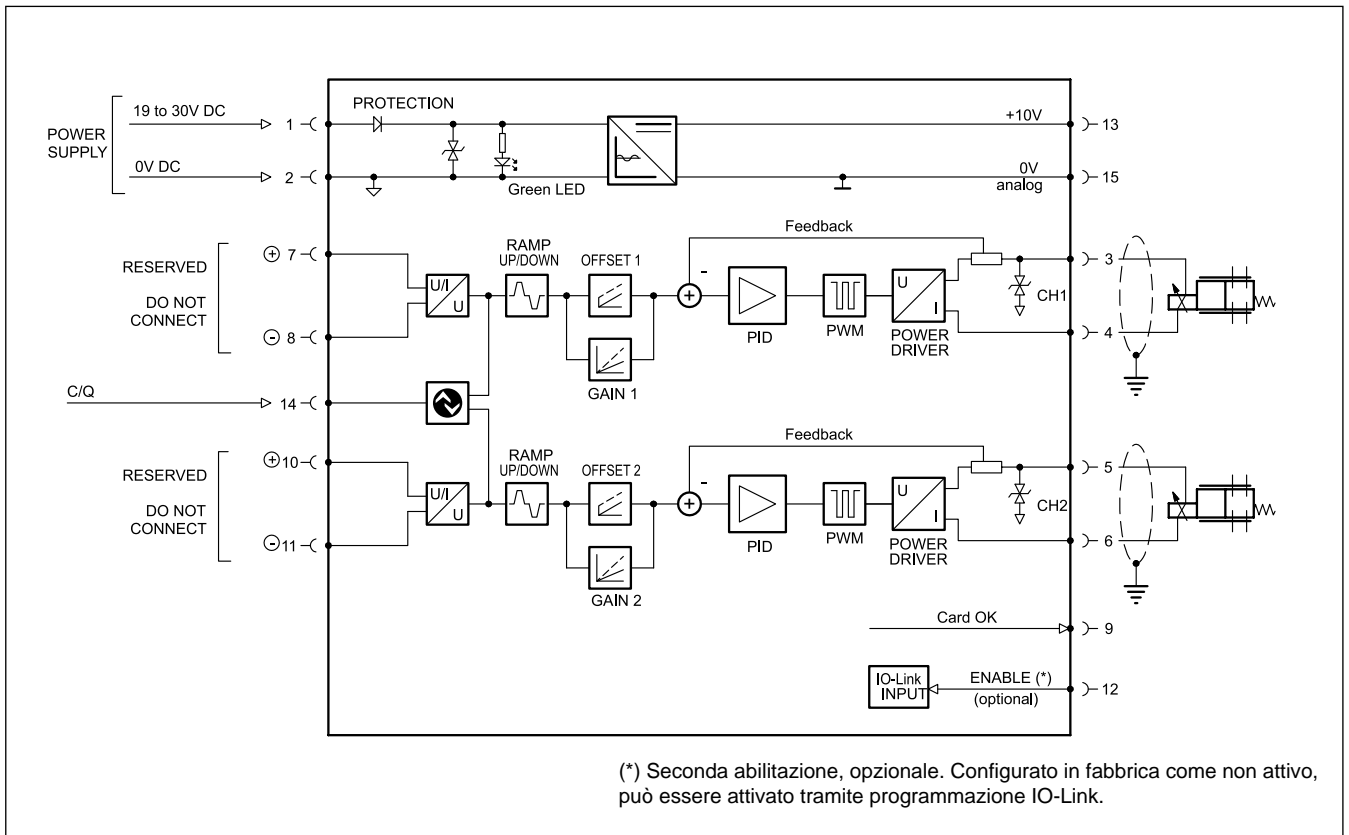 POWER
SUPPLY
19 to 30V DC
1
0V DC
2
PROTECTION
Green LED
+10V
13
0V
analog
15
RESERVED
DO NOT
CONNECT
+ 7
- 8
U/I
U
RAMP
UP/DOWN
OFFSET 1
GAIN 1
Feedback
+
-
PID
PWM
U
I
POWER
DRIVER
CH1
3
4
C/Q
14
RESERVED
DO NOT
CONNECT
+ 10
- 11
U/I
U
RAMP
UP/DOWN
OFFSET 2
GAIN 2
Feedback
+
-
PID
PWM
U
I
POWER
DRIVER
CH2
5
6
Card OK
9
IO-Link
INPUT
ENABLE (*)
(optional)
12
(*) Seconda abilitazione, opzionale. Configurato in fabbrica come non attivo,
può essere attivato tramite programmazione IO-Link.